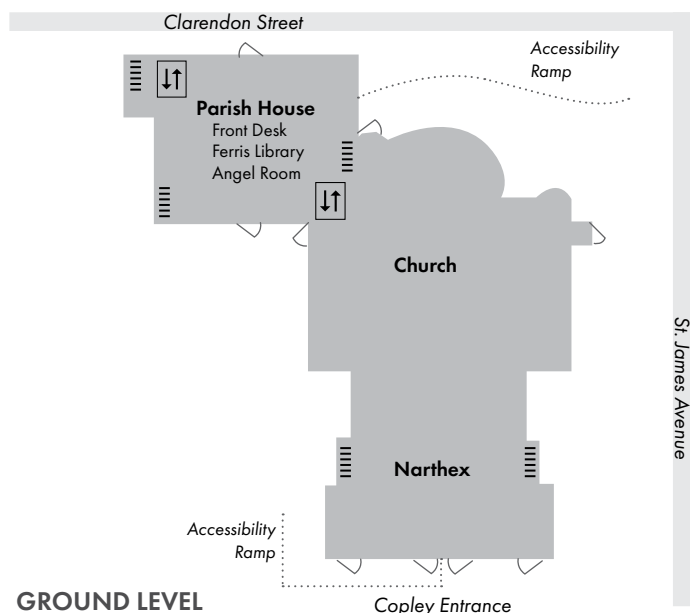 Clarendon Street
Accessibility
Ramp
Parish House
Front Desk
Ferris Library
Angel Room
Church
St. James Avenue
Narthex
Accessibility
Ramp
GROUND LEVEL
Copley Entrance